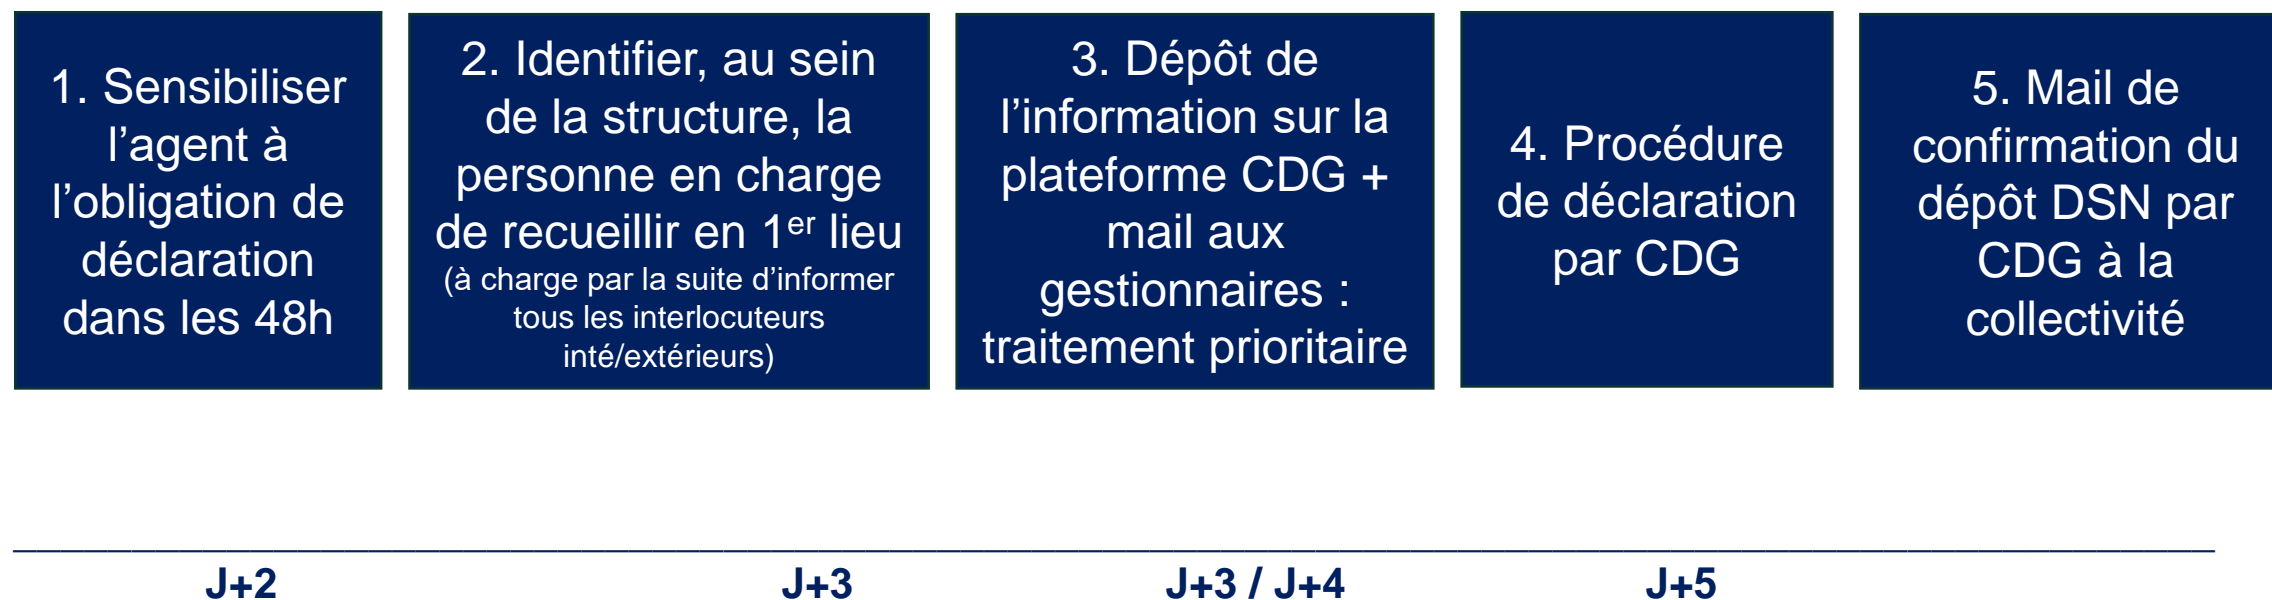 1. Sensibiliser
l’agent à
l’obligation de
déclaration
dans les 48h
2. Identifier, au sein
de la structure, la
personne en charge
de recueillir en 1er lieu
(à charge par la suite d’informer
tous les interlocuteurs
inté/extérieurs)
3. Dépôt de
l’information sur la
plateforme CDG +
mail aux
gestionnaires :
traitement prioritaire
4. Procédure
de déclaration
par CDG
5. Mail de
confirmation du
dépôt DSN par
CDG à la
collectivité
J+2
J+3
J+3 / J+4
J+5